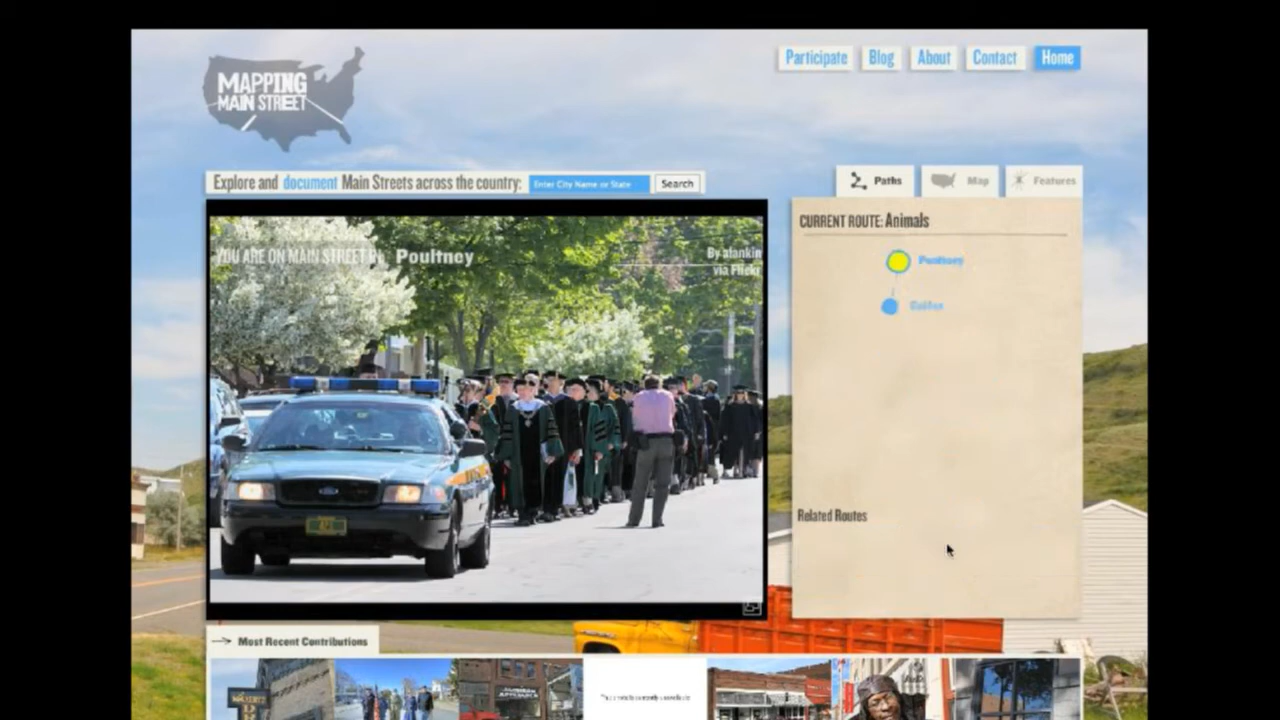 MAPPING
MAIN STREET
Participate
Blog
About
Contact
Home
Explore and document Main Streets across the country:
Enter City Name or State
Search
Paths
Map
Features
YOU ARE ON MAIN STREET IN Poultney
By alankin
via Flickr
CURRENT ROUTE: Animals
Poultney
Related Routes
Most Recent Contributions